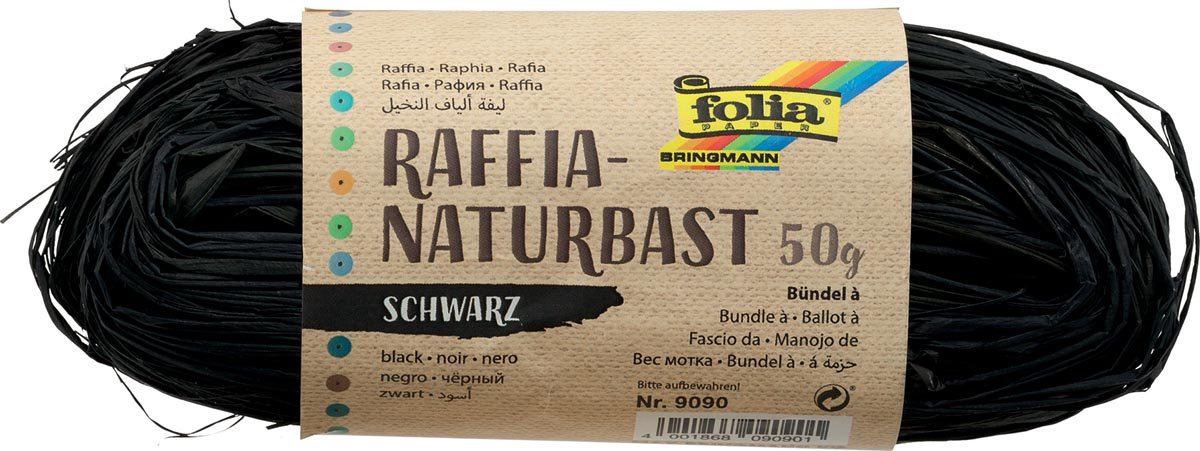 Raffia • Raphia • Rafia
Rafia • Рафия • Raffia
ليفة ألياف النخيل
folia®
PAPER
BRINGMANN
RAFFIA-
NATURBAST 50g
SCHWARZ
black • noir • nero
negro • чёрный
zwart • أسود
Bündel à
Bundle à • Ballot à
Fascio da • Manojo de
Вес мотка • Bundel à • á حزمة
Bitte aufbewahren!
Nr. 9090
4 001868 090901